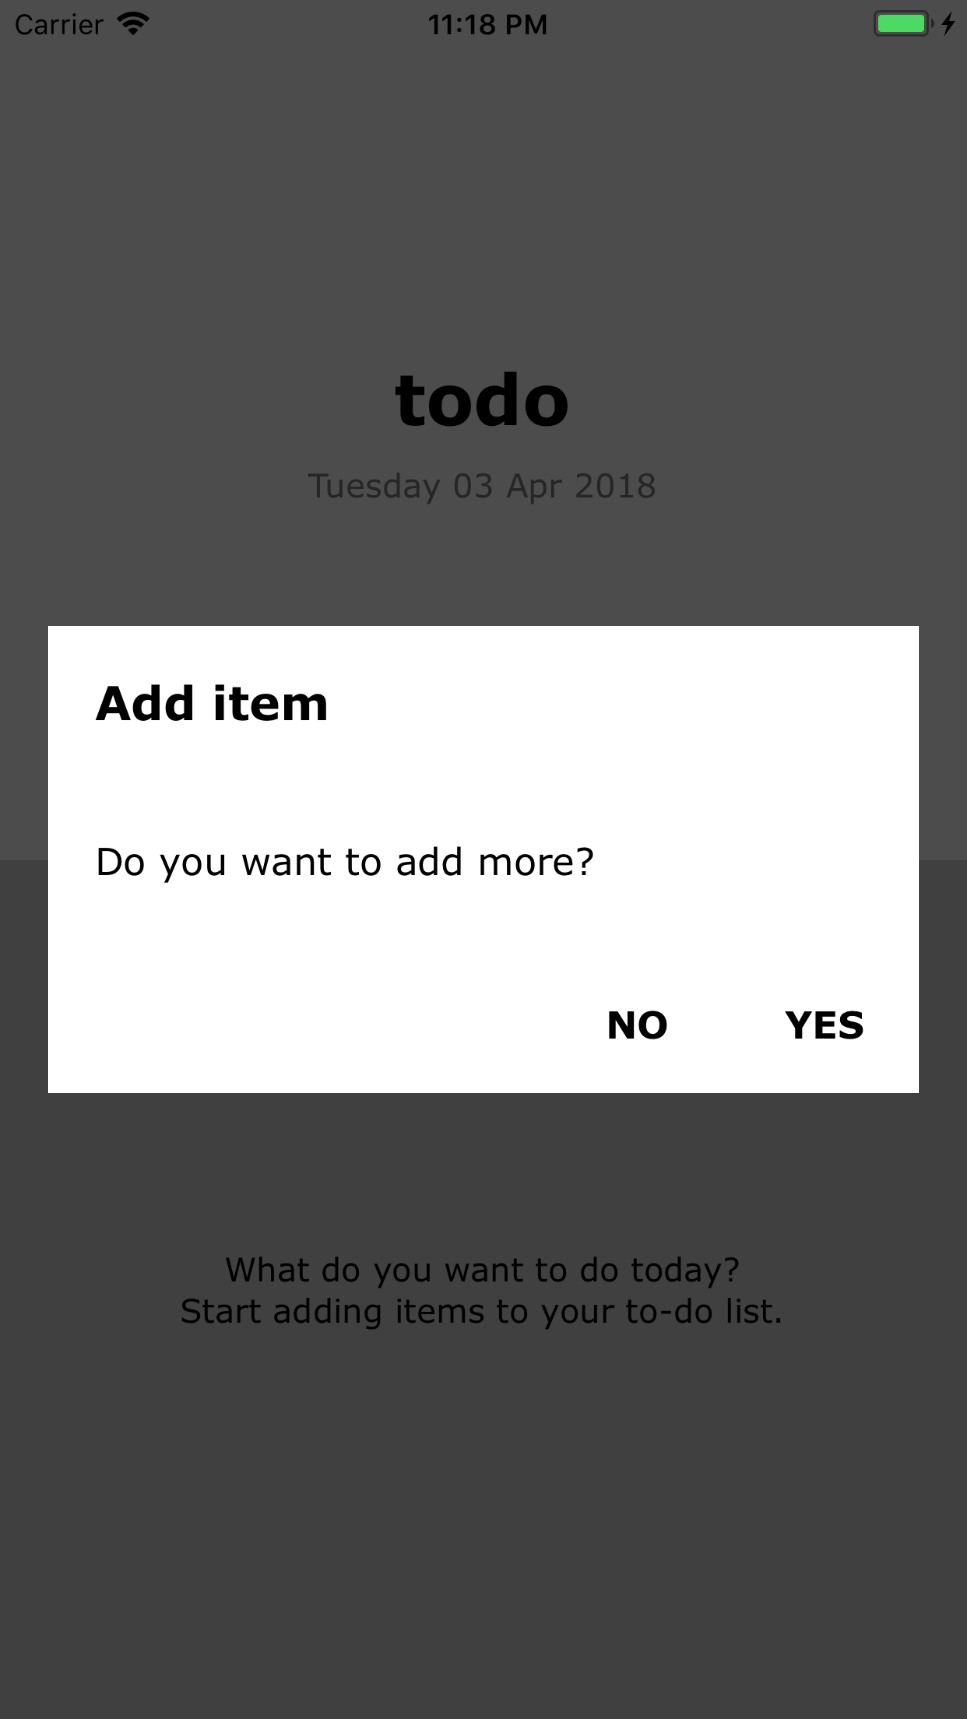 Carrier 11:18 PM
todo
Tuesday 03 Apr 2018
Add item
Do you want to add more?
NO YES
What do you want to do today?
Start adding items to your to-do list.